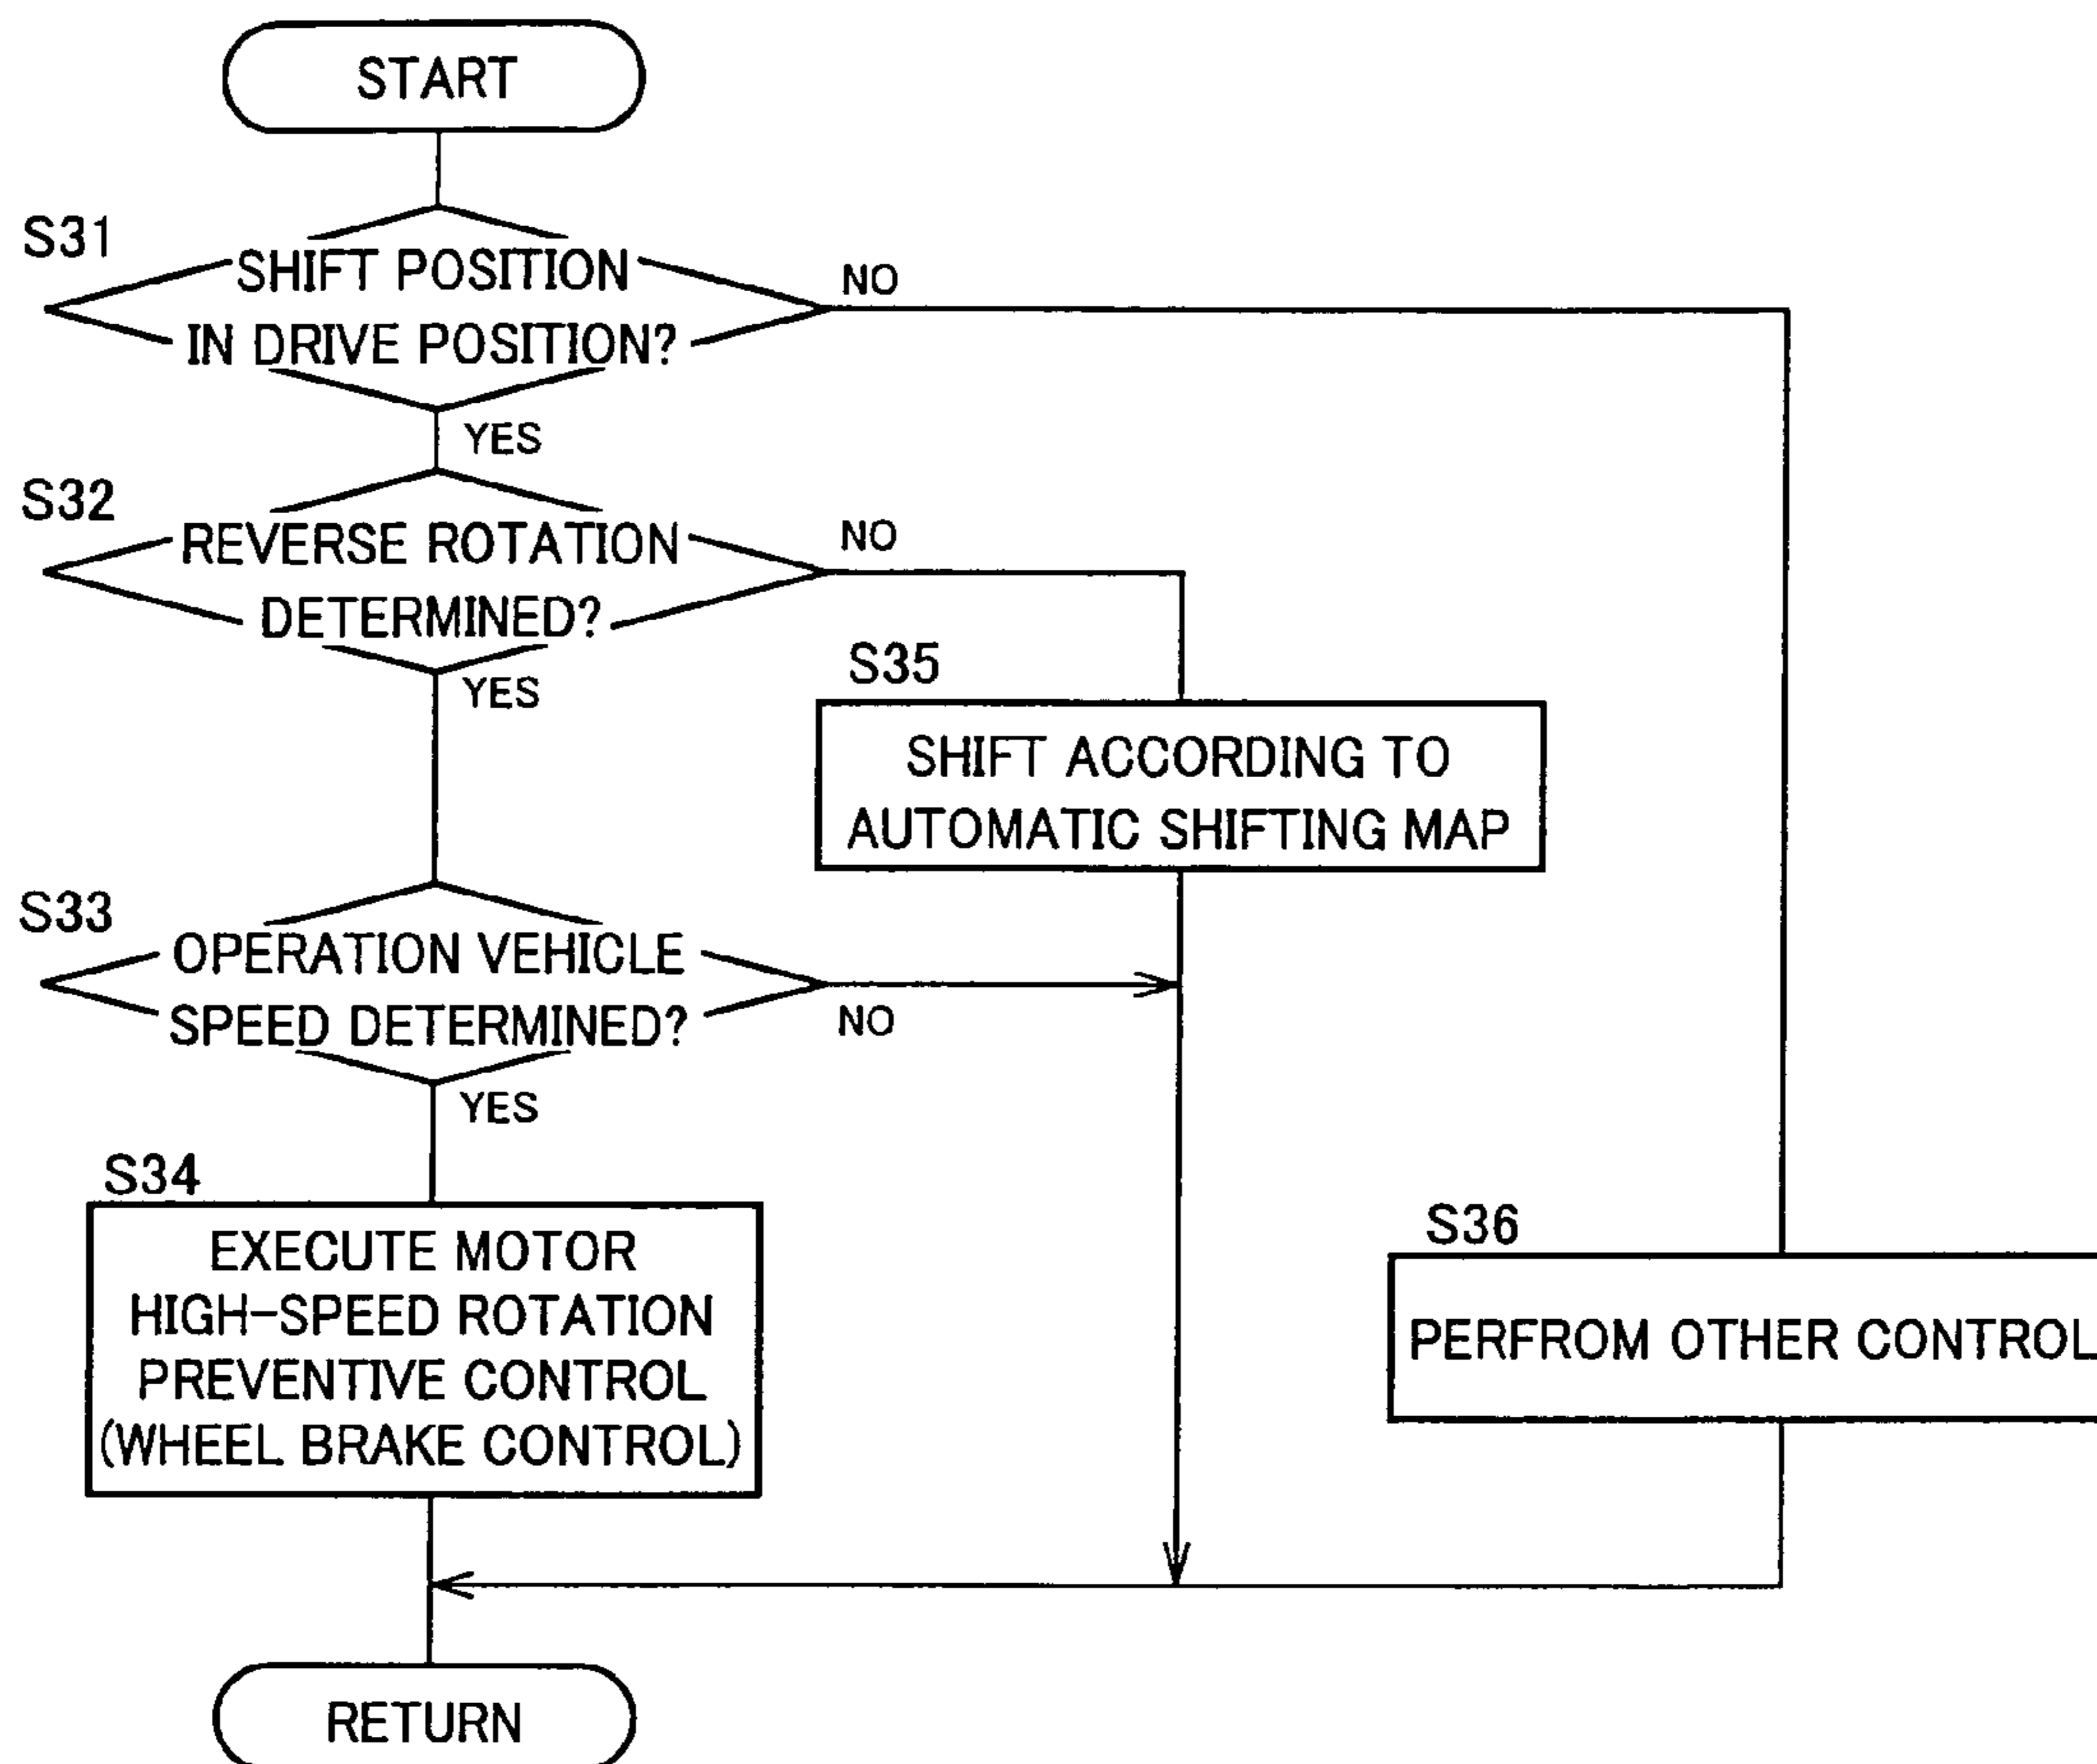 START
S31
SHIFT POSITION
IN DRIVE POSITION?
NO
YES
S32
REVERSE ROTATION
DETERMINED?
NO
YES
S35
SHIFT ACCORDING TO
AUTOMATIC SHIFTING MAP
S33
OPERATION VEHICLE
SPEED DETERMINED?
NO
YES
S34
EXECUTE MOTOR
HIGH-SPEED ROTATION
PREVENTIVE CONTROL
(WHEEL BRAKE CONTROL)
S36
PERFROM OTHER CONTROL
RETURN